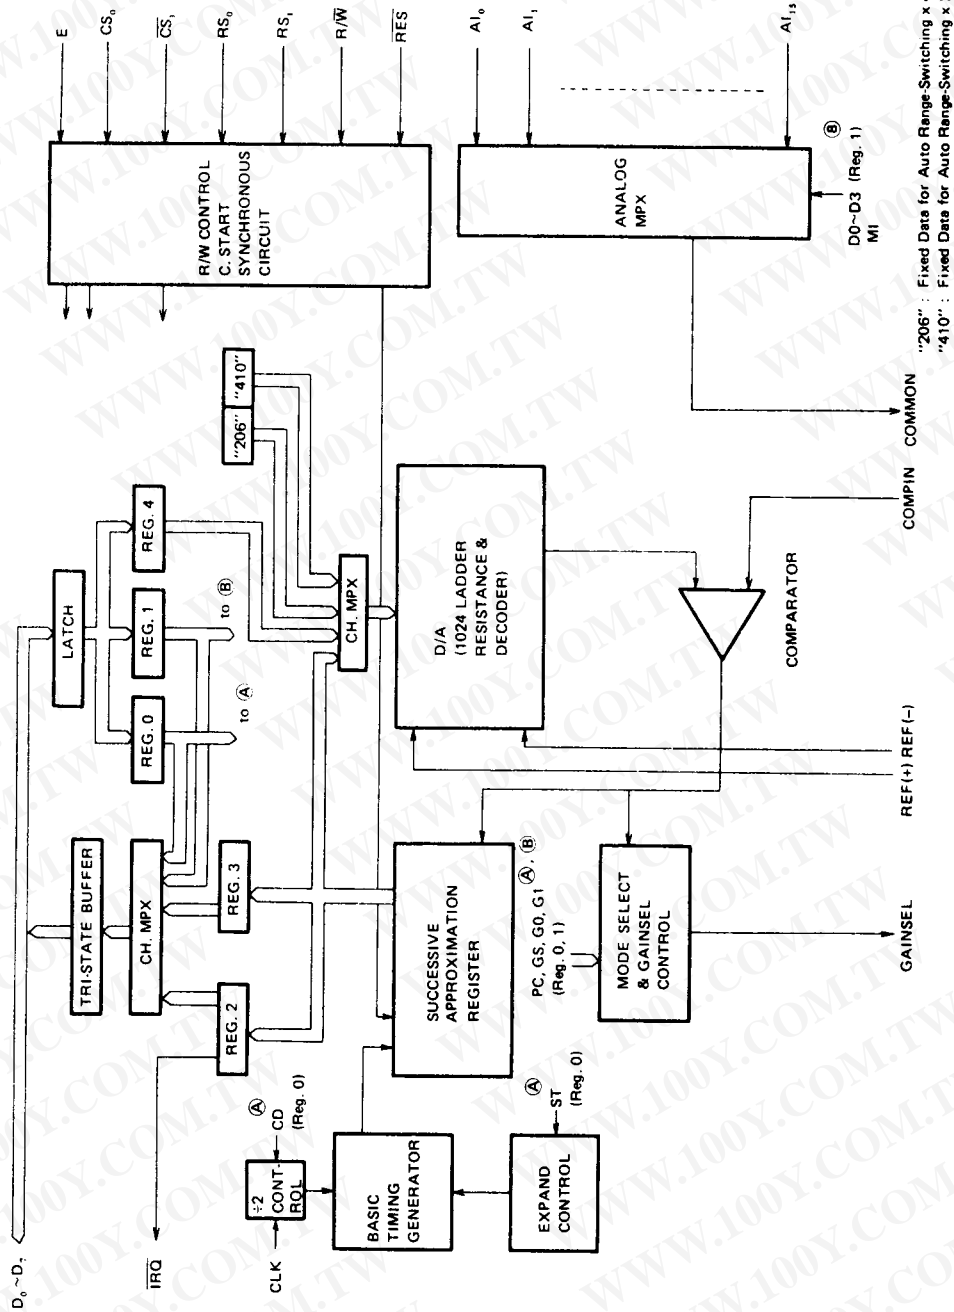 E
CS₀
CS₁
RS₀
RS₁
R/W
RES
AI₀
AI₁
AI₁₅
R/W CONTROL
C. START
SYNCHRONOUS
CIRCUIT
ANALOG
MPX
Ⓑ
D0~D3 (Reg. 1)
MI
"206" : Fixed Data for Auto Range-Switching x
"410" : Fixed Data for Auto Range-Switching x
"206"
"410"
LATCH
REG. 4
REG. 1
REG. 0
to Ⓑ
to Ⓐ
CH. MPX
D/A
(1024 LADDER
RESISTANCE &
DECODER)
COMMON
COMPIN
COMPARATOR
REF(+)
REF(−)
TRI-STATE BUFFER
CH. MPX
REG. 3
REG. 2
SUCCESSIVE
APPROXIMATION
REGISTER
Ⓐ, Ⓑ
PC, GS, G0, G1
(Reg. 0, 1)
MODE SELECT
& GAINSEL
CONTROL
GAINSEL
D₀~D₇
IRQ
Ⓐ
CD
(Reg. 0)
÷2
CONT-
ROL
CLK
BASIC
TIMING
GENERATOR
Ⓐ
ST
(Reg. 0)
EXPAND
CONTROL
WWW.100Y.COM.TW